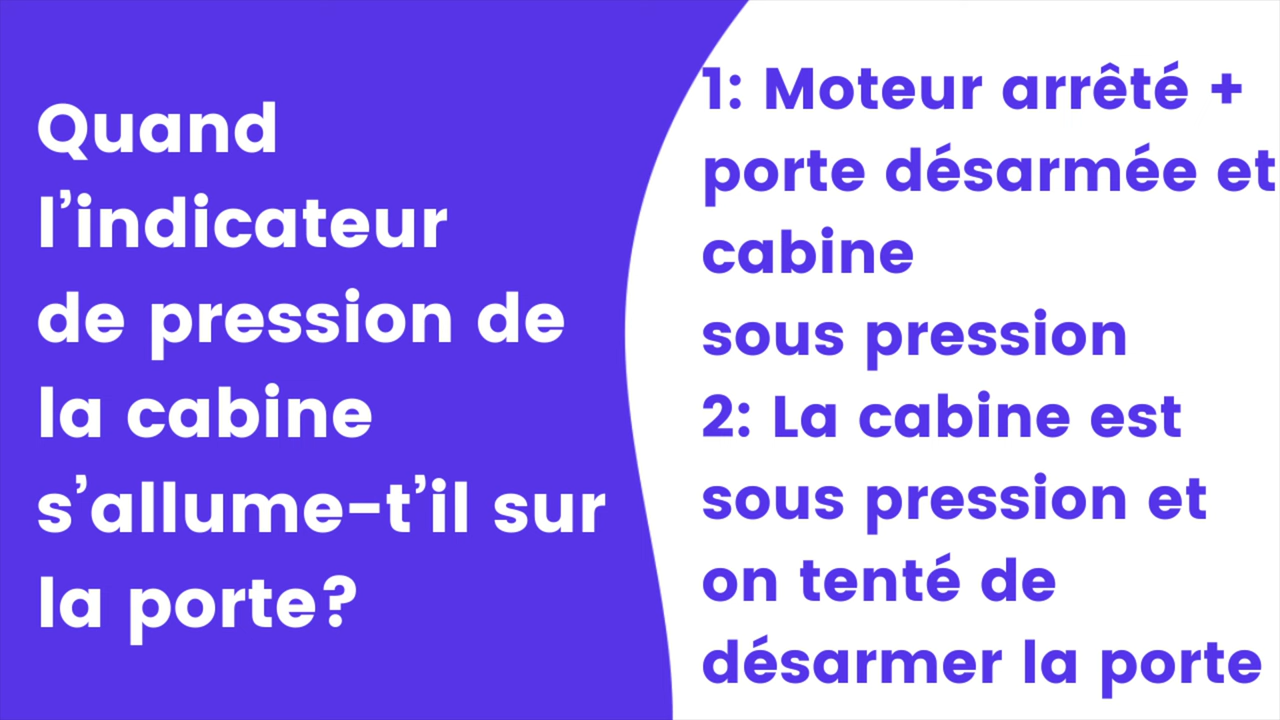 Quand
l’indicateur
de pression de
la cabine
s’allume-t’il sur
la porte?
1: Moteur arrêté +
porte désarmée et
cabine
sous pression
2: La cabine est
sous pression et
on tenté de
désarmer la porte